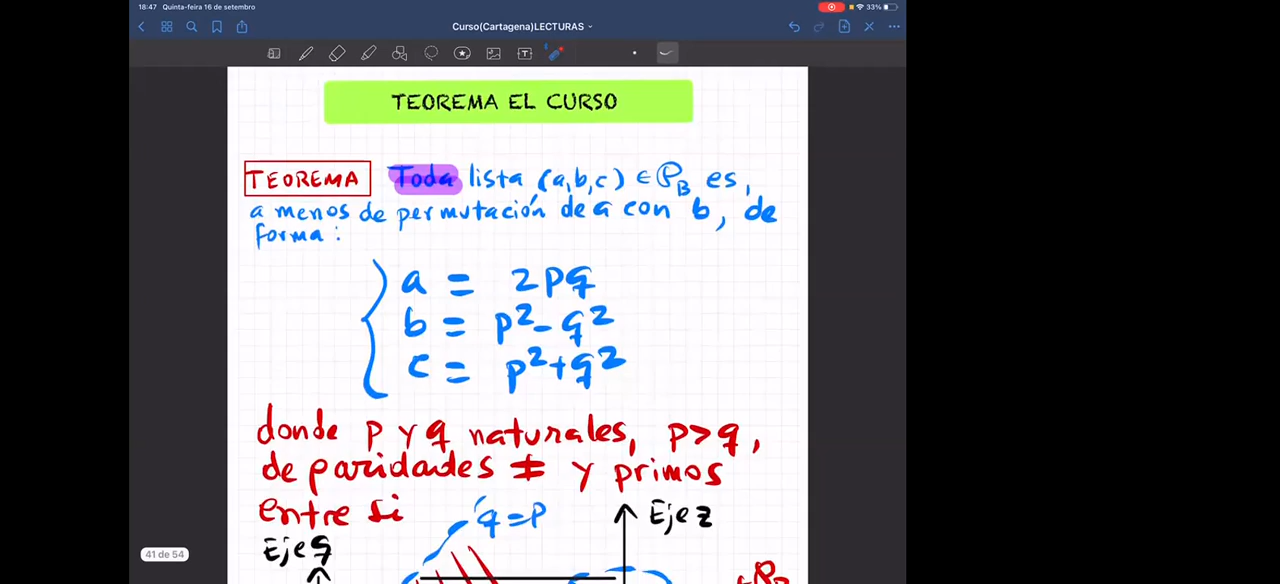 18:47 Quinta-feira 16 de setembro
33%
Curso(Cartagena)LECTURAS
TEOREMA EL CURSO
TEOREMA Toda lista (a,b,c) ∈ P_B es,
a menos de permutación de a con b, de
forma:
a = 2pq
b = p²-q²
c = p²+q²
donde p y q naturales, p>q,
de paridades ≠ y primos
entre si
q=p
Eje z
Eje q
41 de 54
∈ P_B